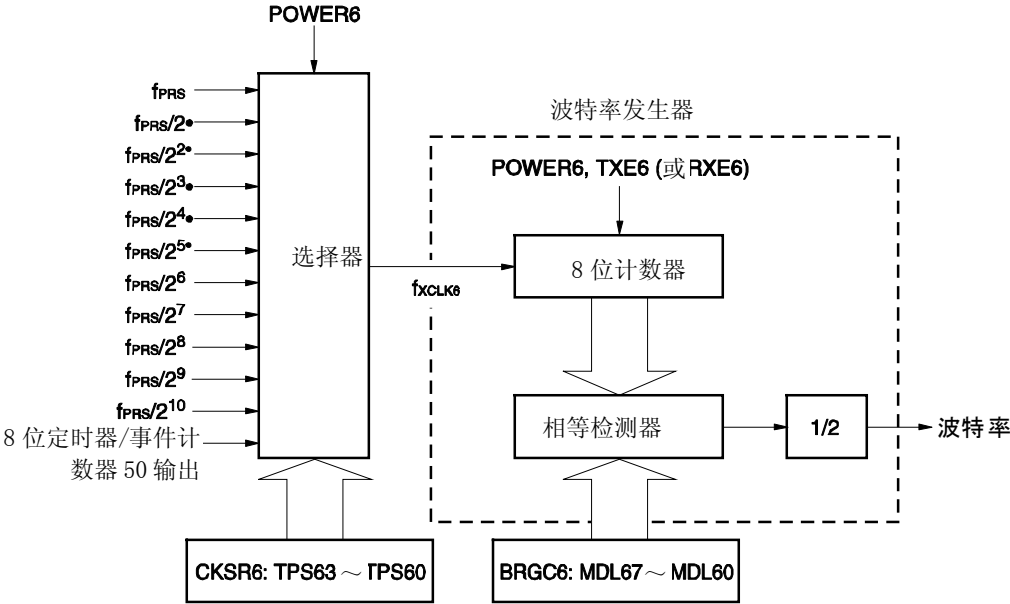 POWER6
fPRS
fPRS/2•
fPRS/2²•
fPRS/2³•
fPRS/2⁴•
fPRS/2⁵•
fPRS/2⁶
fPRS/2⁷
fPRS/2⁸
fPRS/2⁹
fPRS/2¹⁰
8 位定时器/事件计
数器 50 输出
选择器
fXCLK6
波特率发生器
POWER6, TXE6 (或RXE6)
8 位计数器
相等检测器
1/2
波特率
CKSR6: TPS63～TPS60
BRGC6: MDL67～MDL60